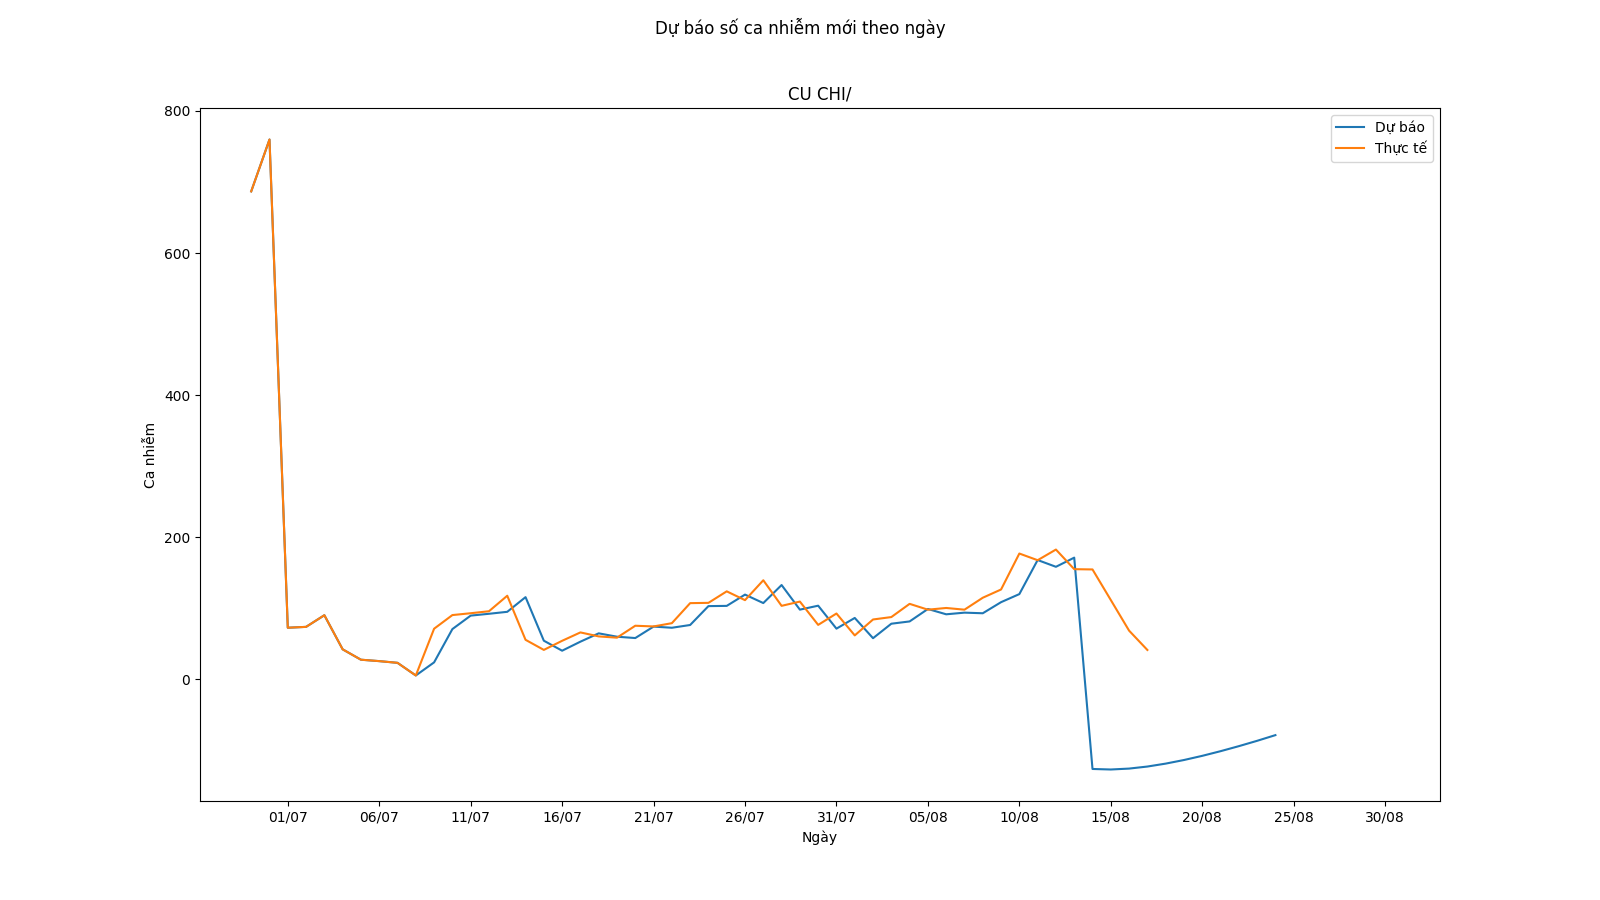 Dự báo số ca nhiễm mới theo ngày
CU CHI/
Dự báo
Thực tế
800
600
400
200
0
Ca nhiễm
01/07 06/07 11/07 16/07 21/07 26/07 31/07 05/08 10/08 15/08 20/08 25/08 30/08
Ngày